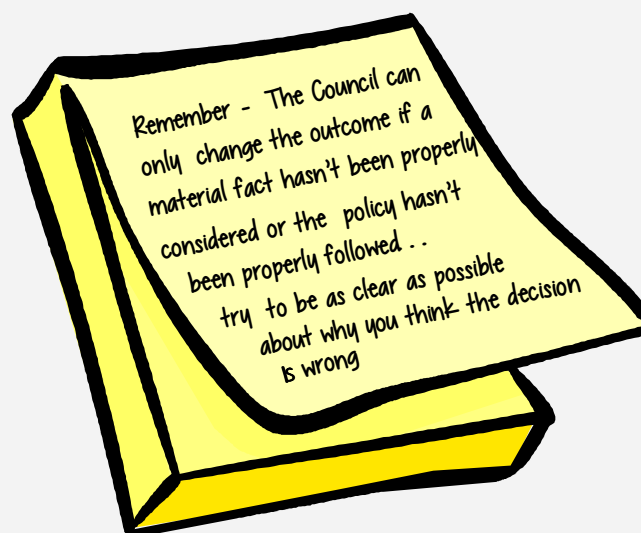 Remember - The Council can
only change the outcome if a
material fact hasn't been properly
considered or the policy hasn't
been properly followed . .
try to be as clear as possible
about why you think the decision
is wrong